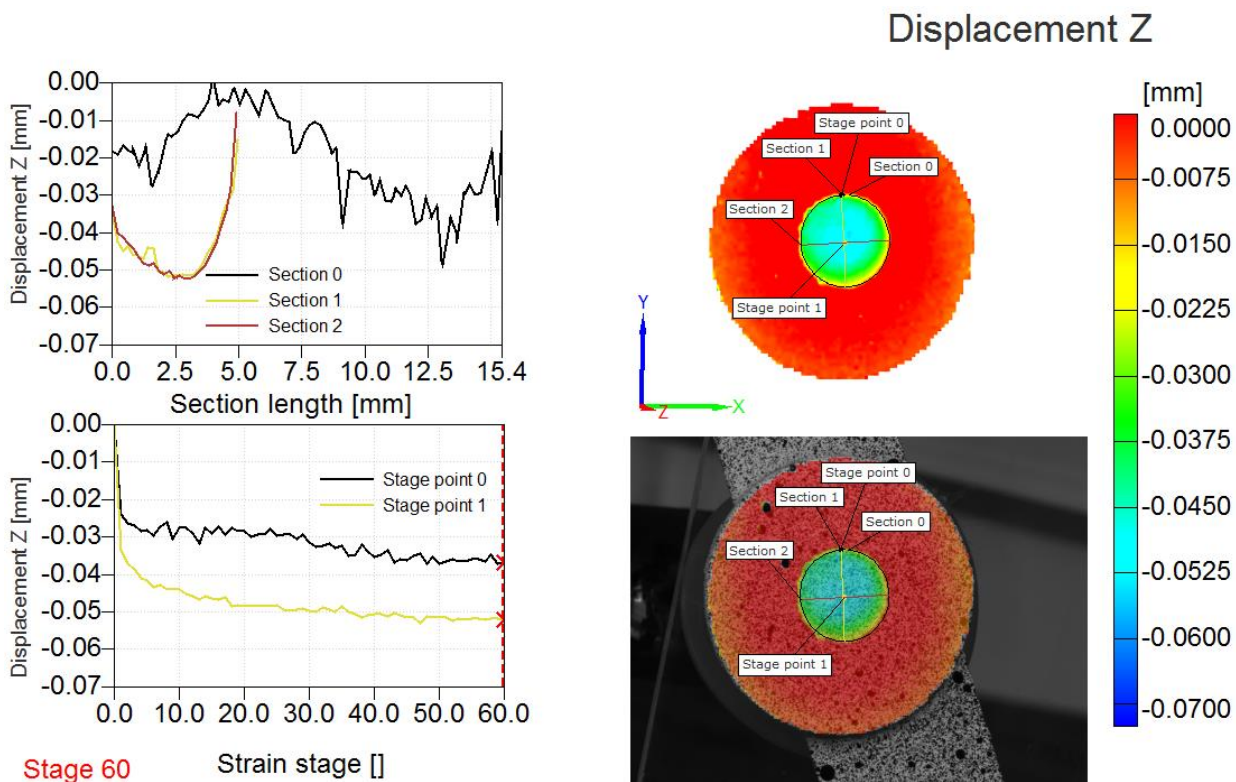 Displacement Z
Displacement Z [mm]
0.00
-0.01
-0.02
-0.03
-0.04
-0.05
-0.06
-0.07
Section 0
Section 1
Section 2
0.0 2.5 5.0 7.5 10.0 12.5 15.4
Section length [mm]
Stage point 0
Section 1
Section 0
Section 2
Stage point 1
Y
X
Z
[mm]
0.0000
-0.0075
-0.0150
-0.0225
-0.0300
-0.0375
-0.0450
-0.0525
-0.0600
-0.0700
Displacement Z [mm]
0.00
-0.01
-0.02
-0.03
-0.04
-0.05
-0.06
-0.07
Stage point 0
Stage point 1
0.0 10.0 20.0 30.0 40.0 50.0 60.0
Strain stage []
Stage 60
Stage point 0
Section 1
Section 0
Section 2
Stage point 1